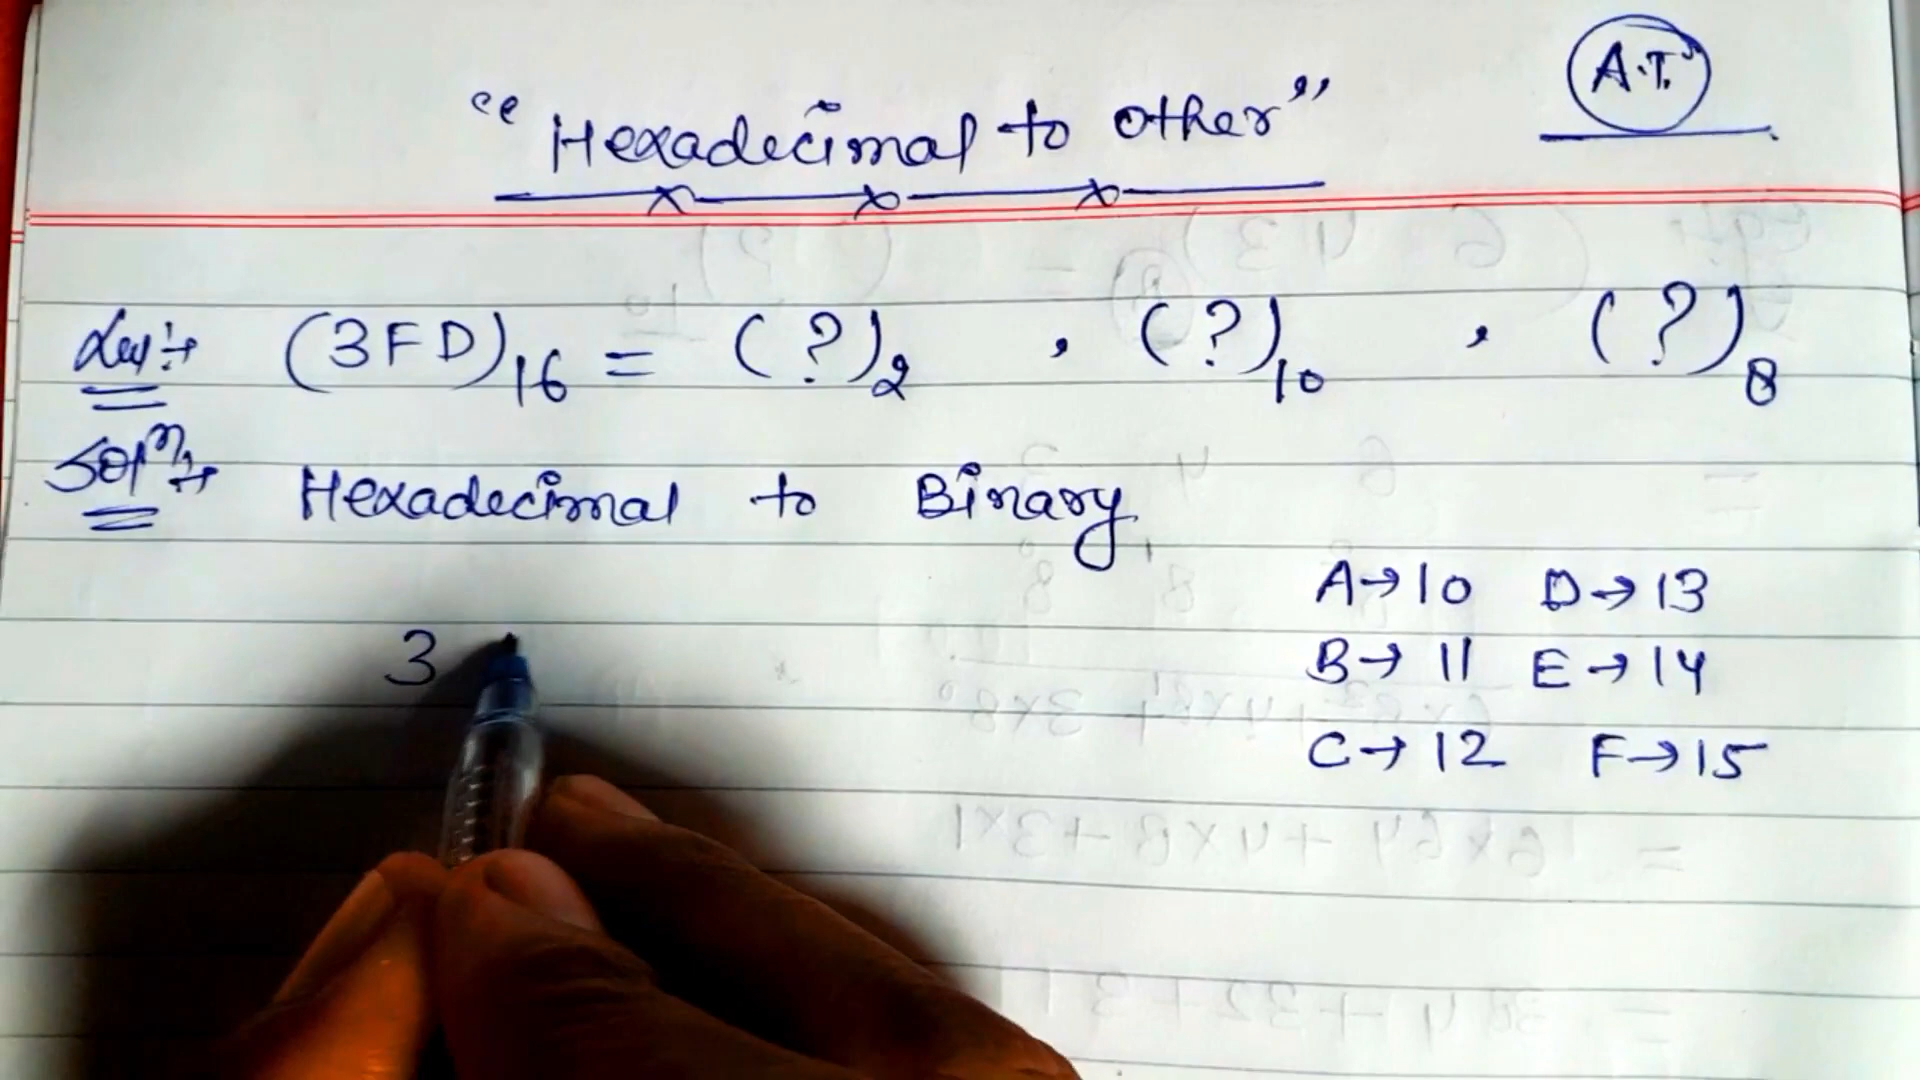 A.T.
"Hexadecimal to other"
(3FD)16 = (?)2 , (?)10 , (?)8
Solⁿ:→ Hexadecimal to Binary
A→10 D→13
3
B→11 E→14
C→12 F→15